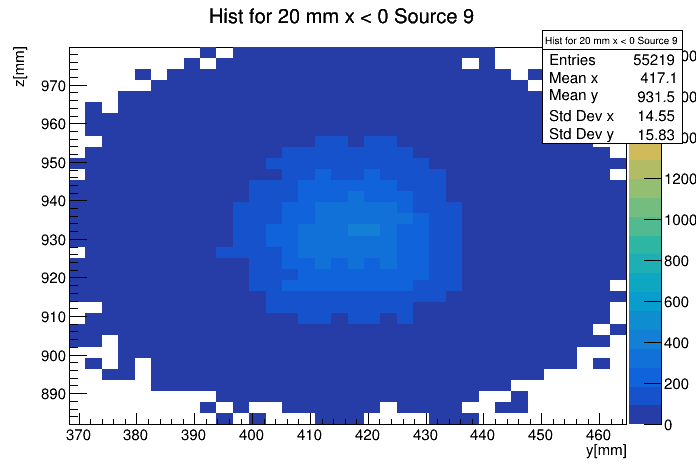 Hist for 20 mm x < 0 Source 9
z[mm]
Hist for 20 mm x < 0 Source 9
Entries 55219
Mean x 417.1
Mean y 931.5
Std Dev x 14.55
Std Dev y 15.83
970
960
950
940
930
920
910
900
890
1200
1000
800
600
400
200
0
370 380 390 400 410 420 430 440 450 460
y[mm]